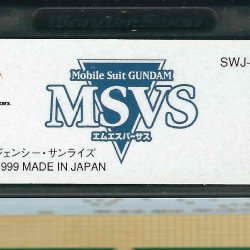 SWJ-
Mobile Suit GUNDAM
MSVS
エムエスバーサス
ジェンシー・サンライズ
1999 MADE IN JAPAN